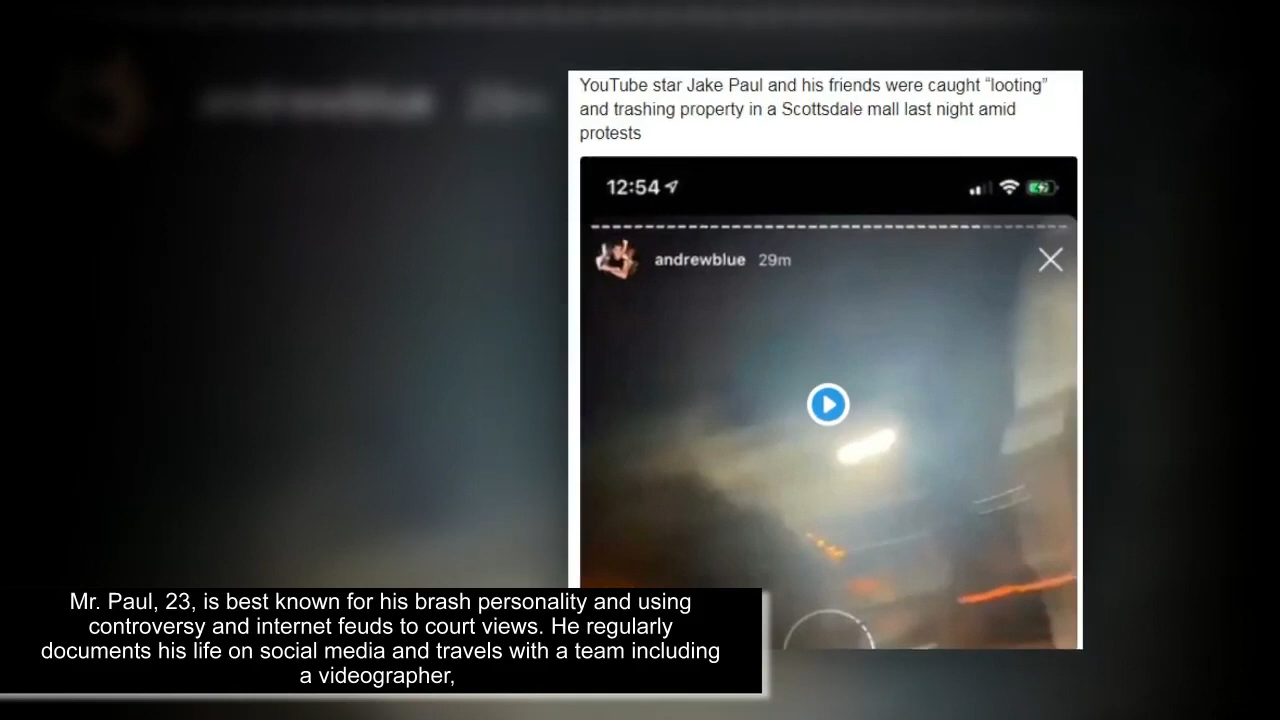 YouTube star Jake Paul and his friends were caught “looting”
and trashing property in a Scottsdale mall last night amid
protests
12:54
andrewblue 29m
Mr. Paul, 23, is best known for his brash personality and using
controversy and internet feuds to court views. He regularly
documents his life on social media and travels with a team including
a videographer,